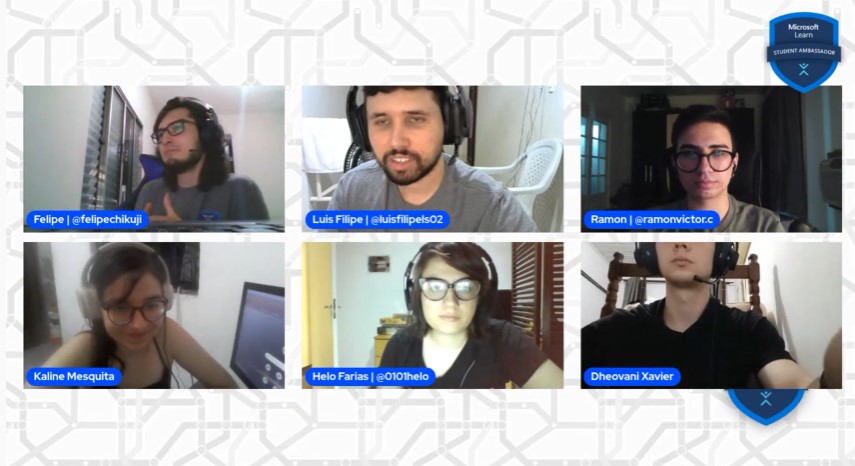 Microsoft
Learn
STUDENT AMBASSADOR
Felipe | @felipechikuji
Luis Filipe | @luisfilipels02
Ramon | @ramonvictor.c
Kaline Mesquita
Helo Farias | @0101helo
Dheovani Xavier